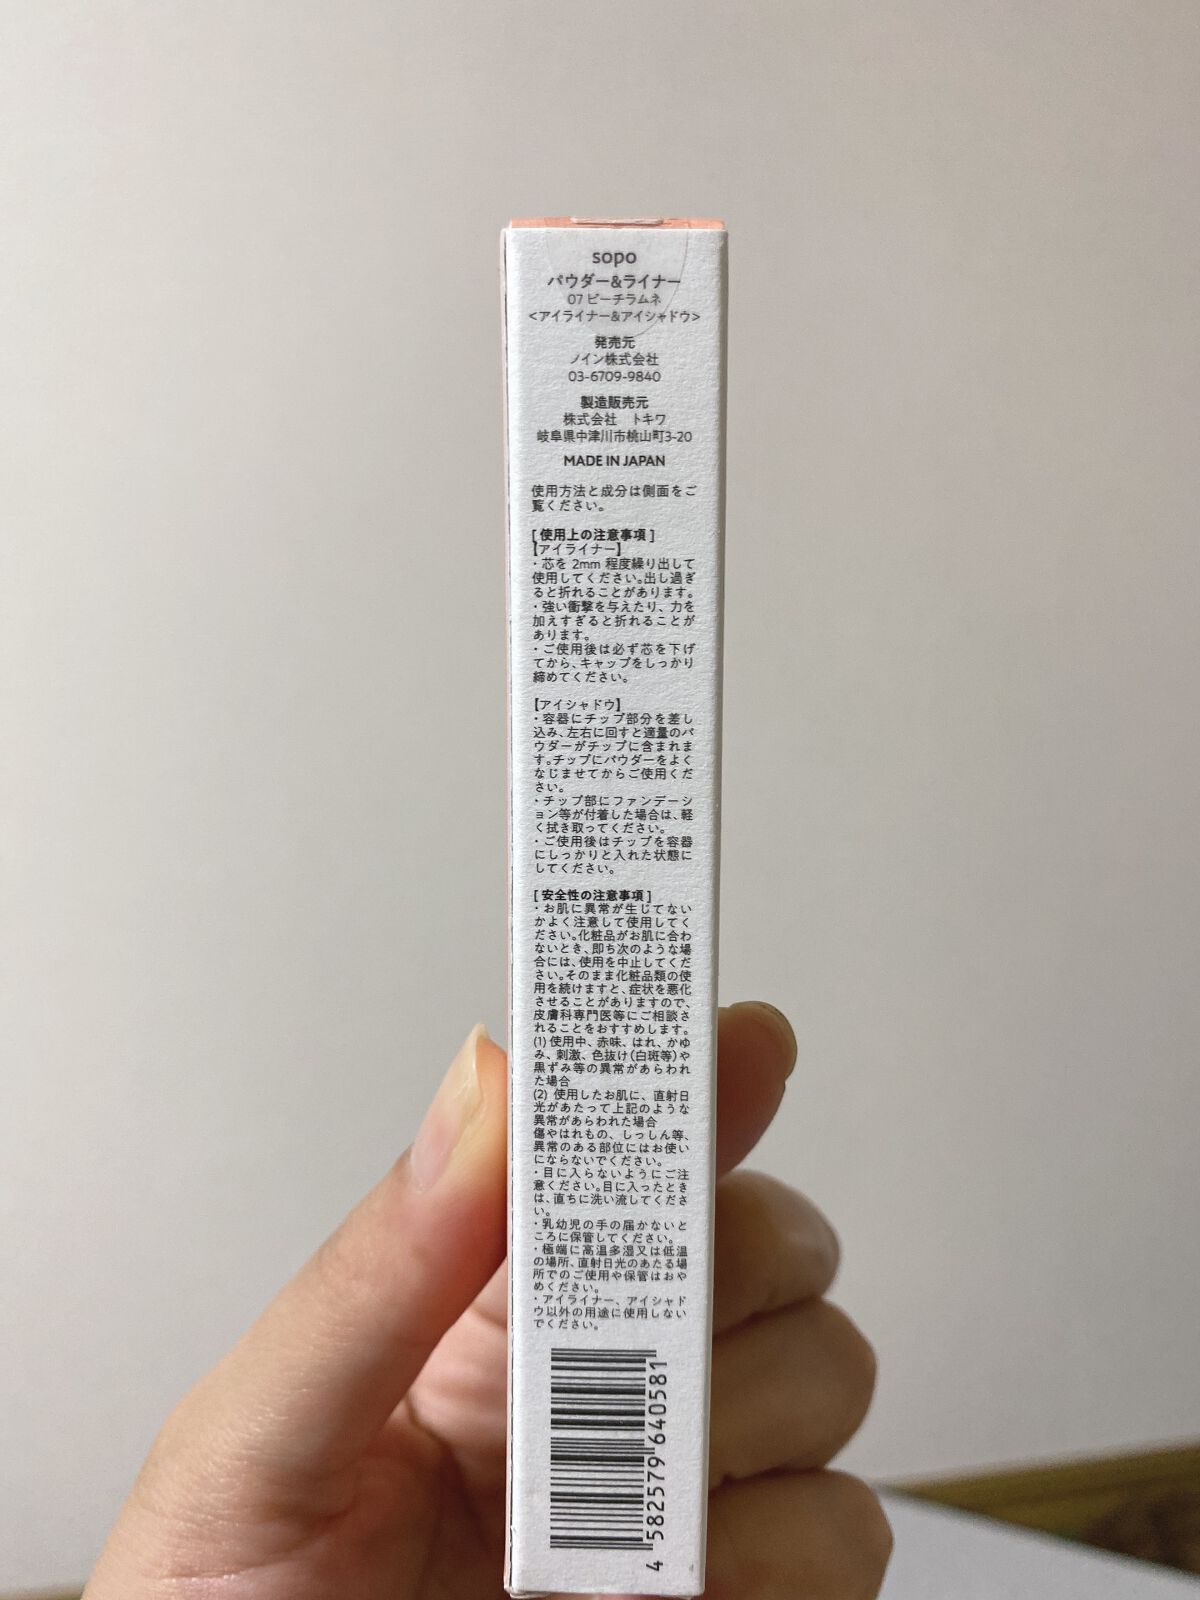 sopo
パウダー&ライナー
07 ピーチラムネ
<アイライナー&アイシャドウ>
発売元
ノイン株式会社
03-6709-9840
製造販売元
株式会社 トキワ
岐阜県中津川市桃山町3-20
MADE IN JAPAN
使用方法と成分は側面をご
覧ください。
[ 使用上の注意事項 ]
【アイライナー】
・芯を 2mm 程度繰り出して
使用してください。出し過ぎ
ると折れることがあります。
・強い衝撃を与えたり、力を
加えすぎると折れることが
あります。
・ご使用後は必ず芯を下げ
てから、キャップをしっかり
締めてください。
【アイシャドウ】
・容器にチップ部分を差し
込み、左右に回すと適量のパ
ウダーがチップに含まれま
す。チップにパウダーをよく
なじませてからご使用くだ
さい。
・チップ部にファンデーシ
ョン等が付着した場合は、軽
く拭き取ってください。
・ご使用後はチップを容器
にしっかりと入れた状態に
してください。
[ 安全性の注意事項 ]
・お肌に異常が生じてない
かよく注意して使用してく
ださい。化粧品がお肌に合わ
ないとき、即ち次のような場
合には、使用を中止してくだ
さい。そのまま化粧品類の使
用を続けますと、症状を悪化
させることがありますので、
皮膚科専門医等にご相談さ
れることをおすすめします。
(1) 使用中、赤味、はれ、かゆ
み、刺激、色抜け(白斑等)や
黒ずみ等の異常があらわれ
た場合
(2) 使用したお肌に、直射日
光があたって上記のような
異常があらわれた場合
傷やはれもの、しっしん等、
異常のある部位にはお使い
にならないでください。
・目に入らないようにご注
意ください。目に入ったとき
は、直ちに洗い流してくださ
い。
・乳幼児の手の届かないと
ころに保管してください。
・極端に高温多湿又は低温
の場所、直射日光のあたる場
所でのご使用や保管はおや
めください。
・アイライナー、アイシャド
ウ以外の用途に使用しない
でください。
4 582579 640581